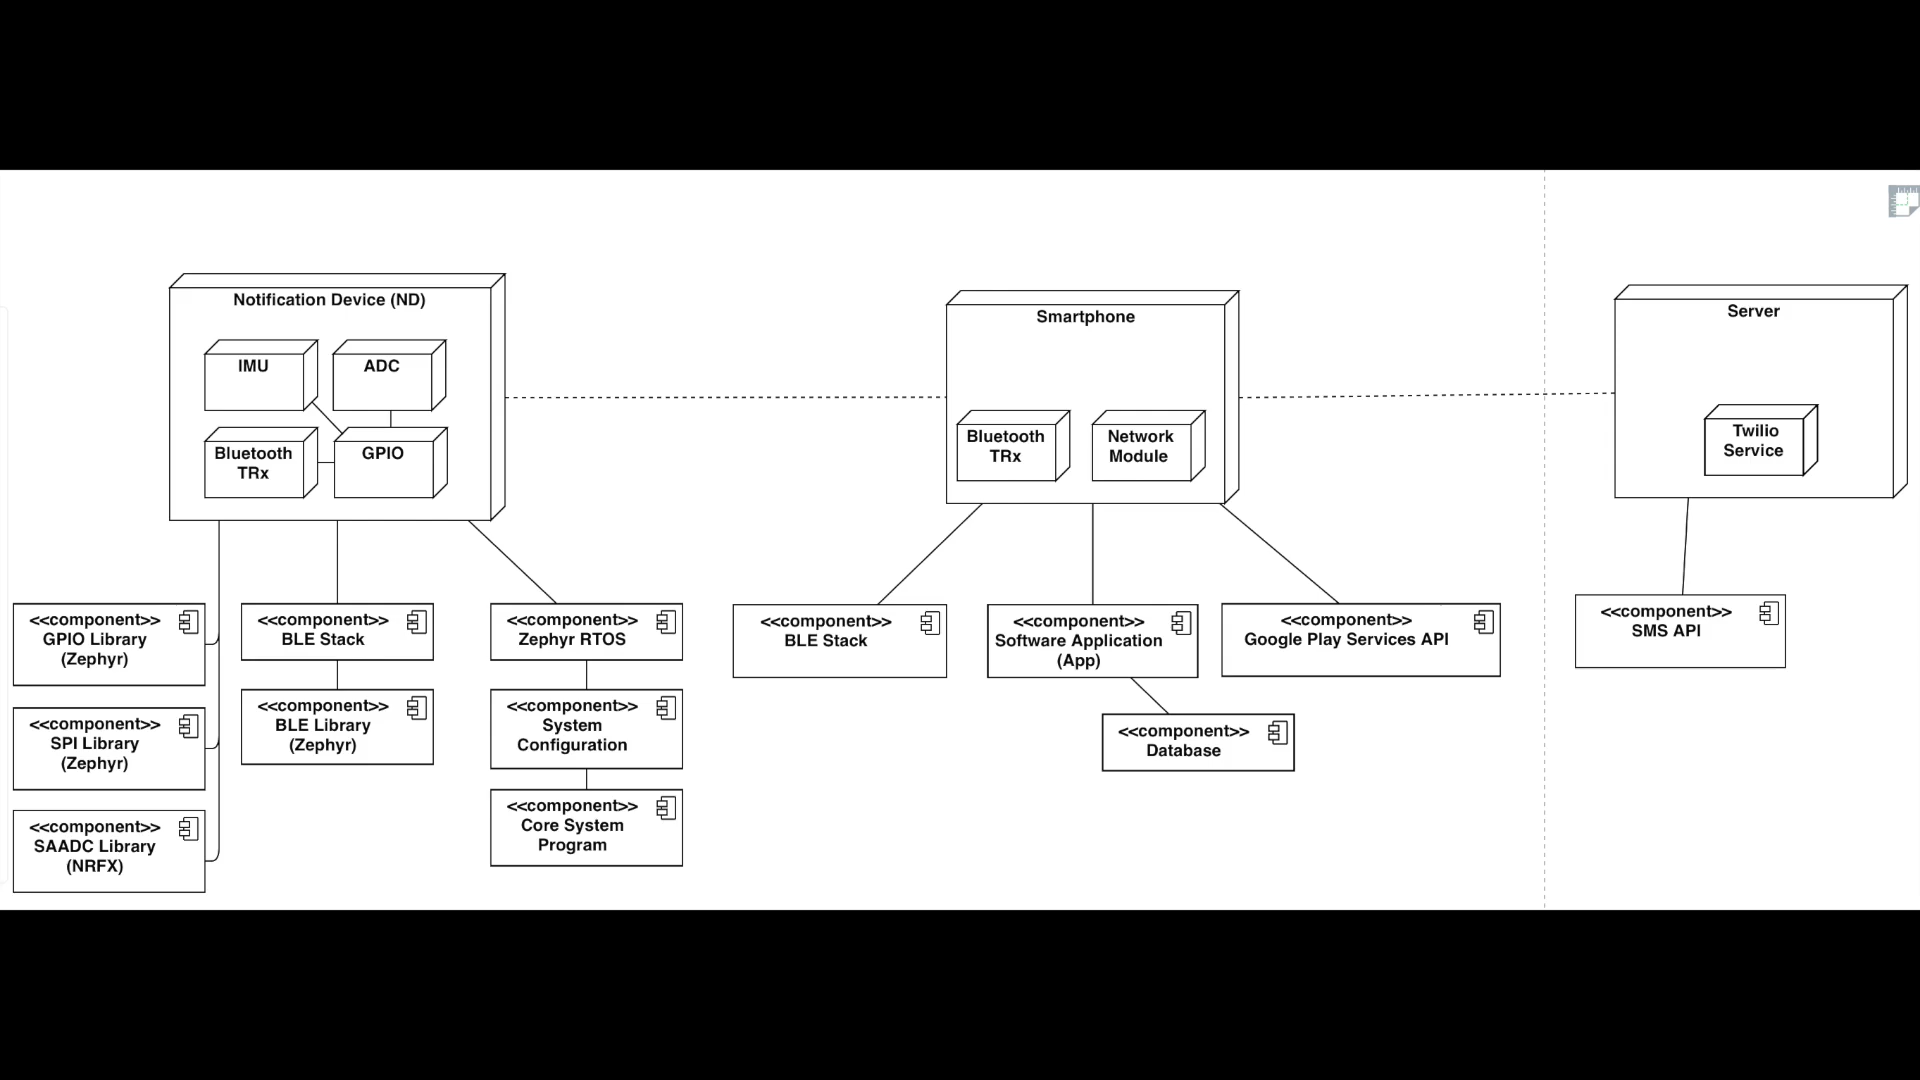 Notification Device (ND)
IMU
ADC
Bluetooth
TRx
GPIO
Smartphone
Bluetooth
TRx
Network
Module
Server
Twilio
Service
<<component>>
GPIO Library
(Zephyr)
<<component>>
SPI Library
(Zephyr)
<<component>>
SAADC Library
(NRFX)
<<component>>
BLE Stack
<<component>>
BLE Library
(Zephyr)
<<component>>
Zephyr RTOS
<<component>>
System
Configuration
<<component>>
Core System
Program
<<component>>
BLE Stack
<<component>>
Software Application
(App)
<<component>>
Database
<<component>>
Google Play Services API
<<component>>
SMS API